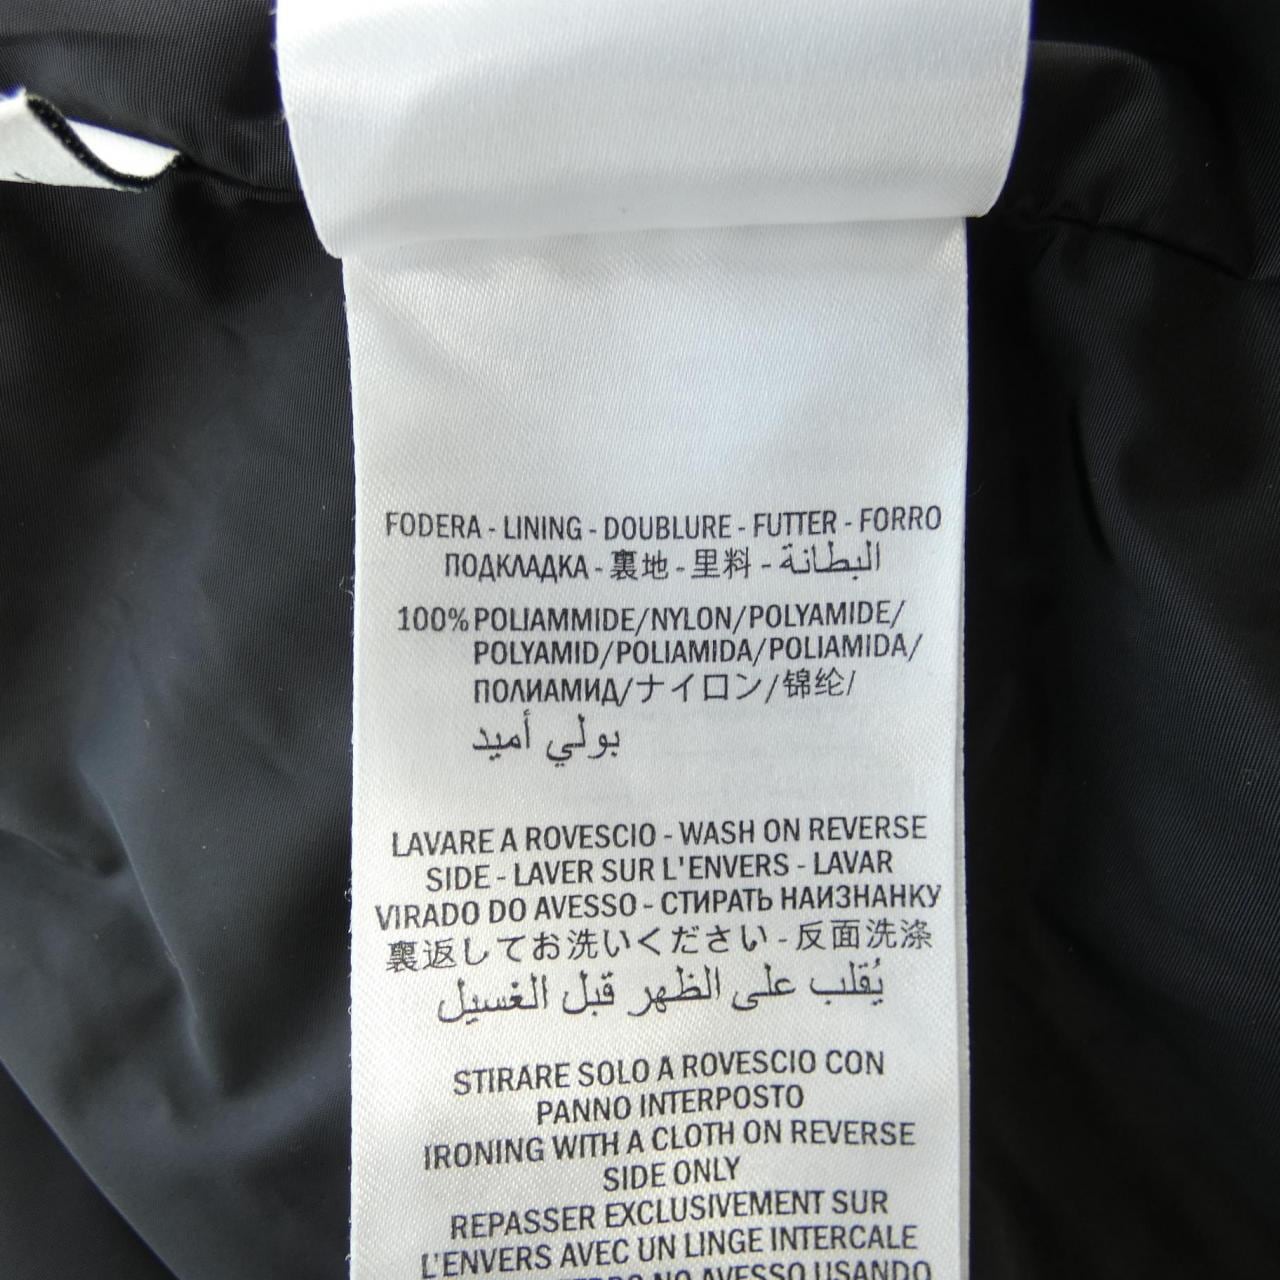 FODERA - LINING - DOUBLURE - FUTTER - FORRO
ПОДКЛАДКА - 裏地 - 里料 - البطانة
100% POLIAMMIDE/NYLON/POLYAMIDE/
POLYAMID/POLIAMIDA/POLIAMIDA/
ПОЛИАМИД/ナイロン/锦纶/
بولي أميد
LAVARE A ROVESCIO - WASH ON REVERSE
SIDE - LAVER SUR L'ENVERS - LAVAR
VIRADO DO AVESSO - СТИРАТЬ НАИЗНАНКУ
裏返してお洗いください - 反面洗涤
يُقلب على الظهر قبل الغسيل
STIRARE SOLO A ROVESCIO CON
PANNO INTERPOSTO
IRONING WITH A CLOTH ON REVERSE
SIDE ONLY
REPASSER EXCLUSIVEMENT SUR
L'ENVERS AVEC UN LINGE INTERCALE
FERRO NO AVESSO USANDO